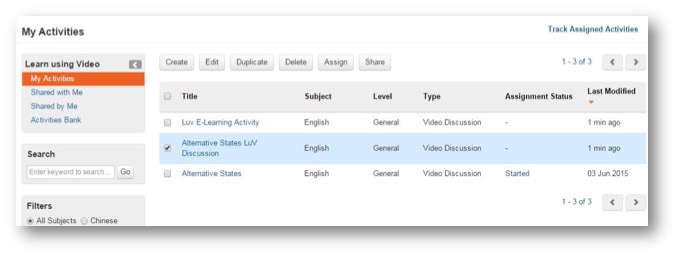 My Activities
Track Assigned Activities
Learn using Video
My Activities
Shared with Me
Shared by Me
Activities Bank
Search
Enter keyword to search...
Go
Filters
All Subjects Chinese
Create Edit Duplicate Delete Assign Share 1 - 3 of 3
Title Subject Level Type Assignment Status Last Modified
Luv E-Learning Activity English General Video Discussion - 1 min ago
Alternative States LuV
Discussion English General Video Discussion - 1 min ago
Alternative States English General Video Discussion Started 03 Jun 2015
1 - 3 of 3